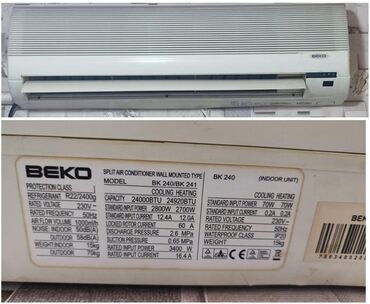 BEKO
BEKO
SPLIT AIR CONDITIONER WALL MOUNTED TYPE
MODEL BK 240/BK 241
COOLING HEATING
CAPACITY 24000BTU 24920BTU
STANDARD INPUT POWER 2800W 2700W
STANDARD INPUT CURRENT 12.4A 12.0A
LOCKED ROTOR CURRENT 60 A
DISCHARGE PRESSURE 2.6 MPa
SUCTION PRESSURE 0.65 MPa
RATED INPUT POWER 3400 W
RATED INPUT CURRENT 16.4 A
PROTECTION CLASS I
REFRIGERANT R22/2400g
RATED VOLTAGE 230V~
RATED FREQUENCY 50Hz
AIR FLOW VOLUME 1000m³/h
NOISE INDOOR 50dB/A
OUTDOOR 58dB/A
WEIGHT/INDOOR 15kg
OUTDOOR 70kg
BK 240 (INDOOR UNIT)
COOLING HEATING
STANDARD INPUT POWER 70W 70W
STANDARD INPUT CURRENT 0.2A 0.2A
RATED VOLTAGE 230V~
RATED FREQUENCY 50Hz
WATERPROOF CLASS IP20
WEIGHT 15kg
BE